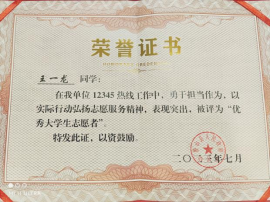 荣誉证书
王一龙 同学：
在我单位12345热线工作中，勇于担当作为，以
实际行动弘扬志愿服务精神，表现突出，被评为“优
秀大学生志愿者”。
特发此证，以资鼓励。
二〇二三年七月